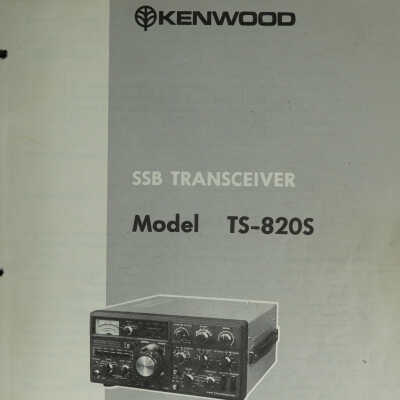 KENWOOD
SSB TRANSCEIVER
Model TS-820S